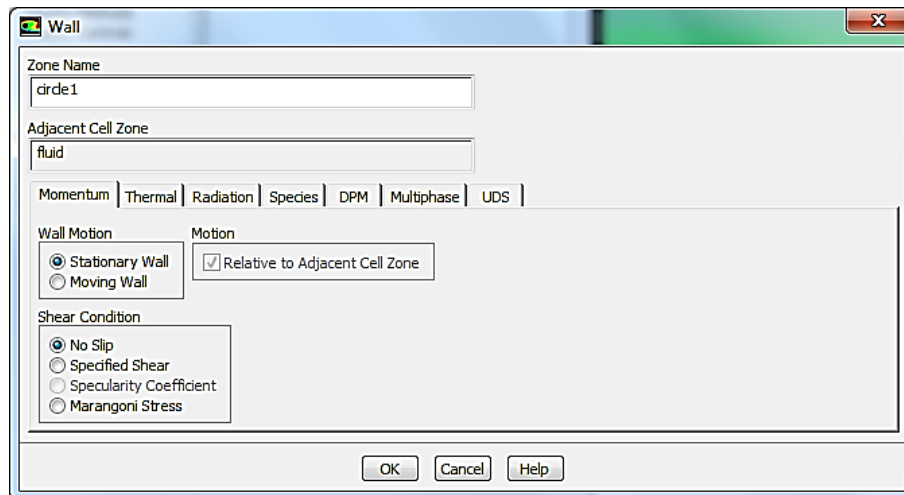 Wall
Zone Name
circle1
Adjacent Cell Zone
fluid
Momentum Thermal Radiation Species DPM Multiphase UDS
Wall Motion Motion
Stationary Wall Relative to Adjacent Cell Zone
Moving Wall
Shear Condition
No Slip
Specified Shear
Specularity Coefficient
Marangoni Stress
OK Cancel Help